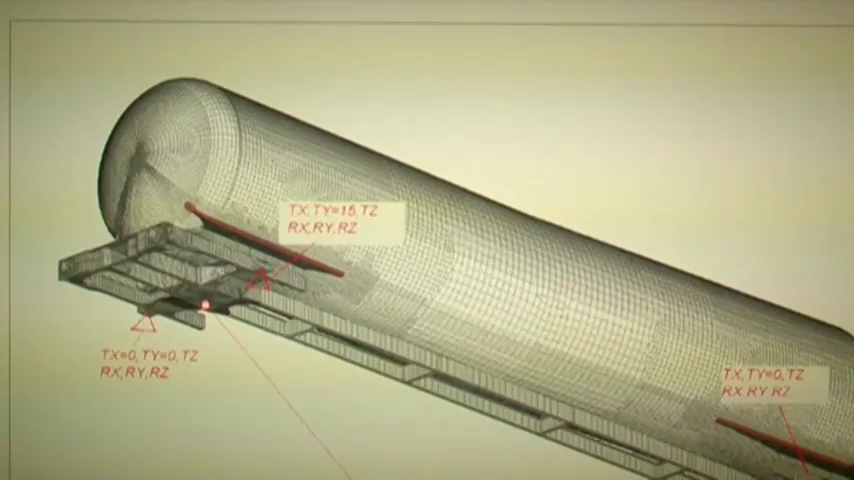 TX,TY=15,TZ
RX,RY,RZ
TX=0,TY=0,TZ
RX,RY,RZ
TX,TY=0,TZ
RX,RY,RZ